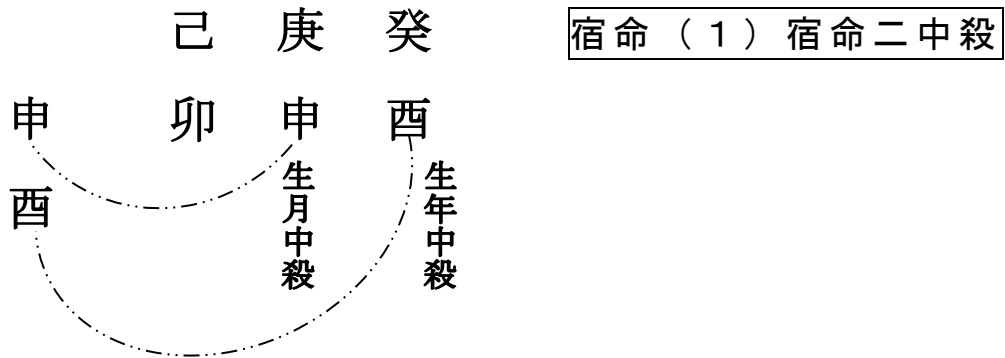 宿命（１）宿命二中殺
己 庚 癸
申 卯 申 酉
酉
生月中殺
生年中殺